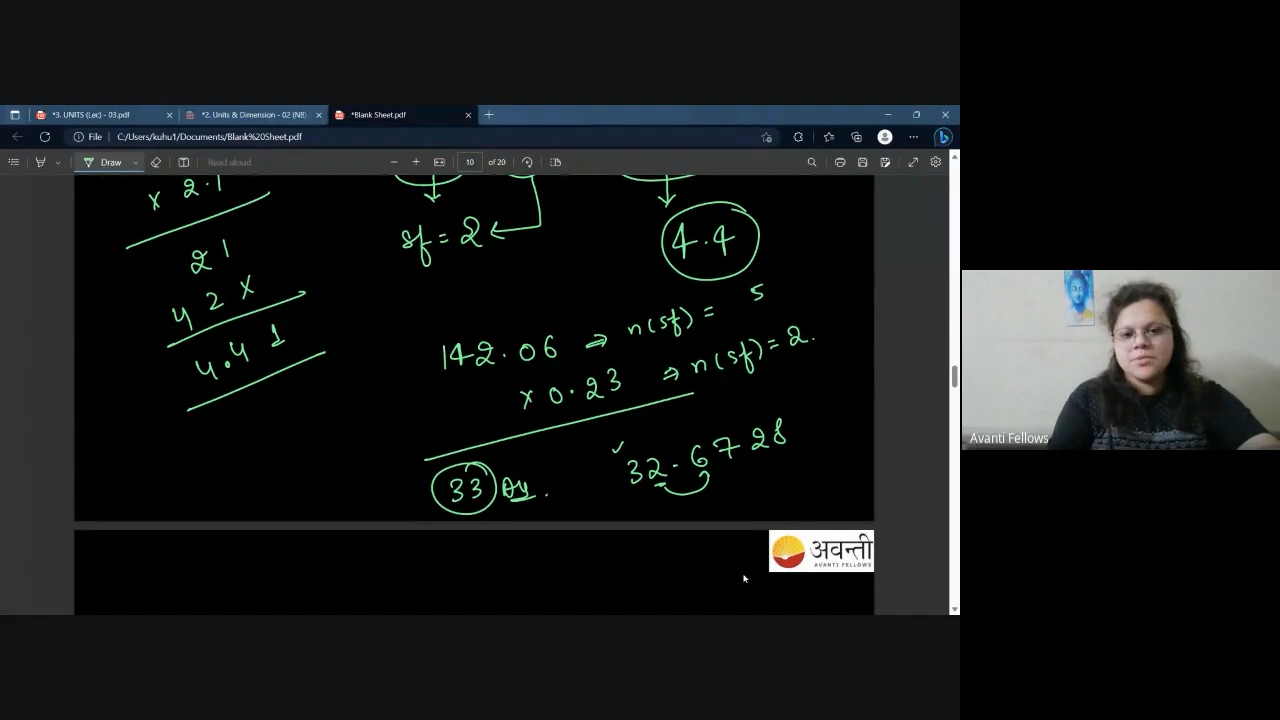 *3. UNITS (Lec) - 03.pdf
*2. Units & Dimension - 02 (NB).
*Blank Sheet.pdf
File
C:/Users/kuhu1/Documents/Blank%20Sheet.pdf
Draw
Read aloud
10 of 20
x 2.1
21
42x
4.41
sf = 2
4.4
142.06 ⇒ n(sf) = 5
x 0.23 ⇒ n(sf) = 2.
33
32.6728
अवन्ती
AVANTI FELLOWS
Avanti Fellows